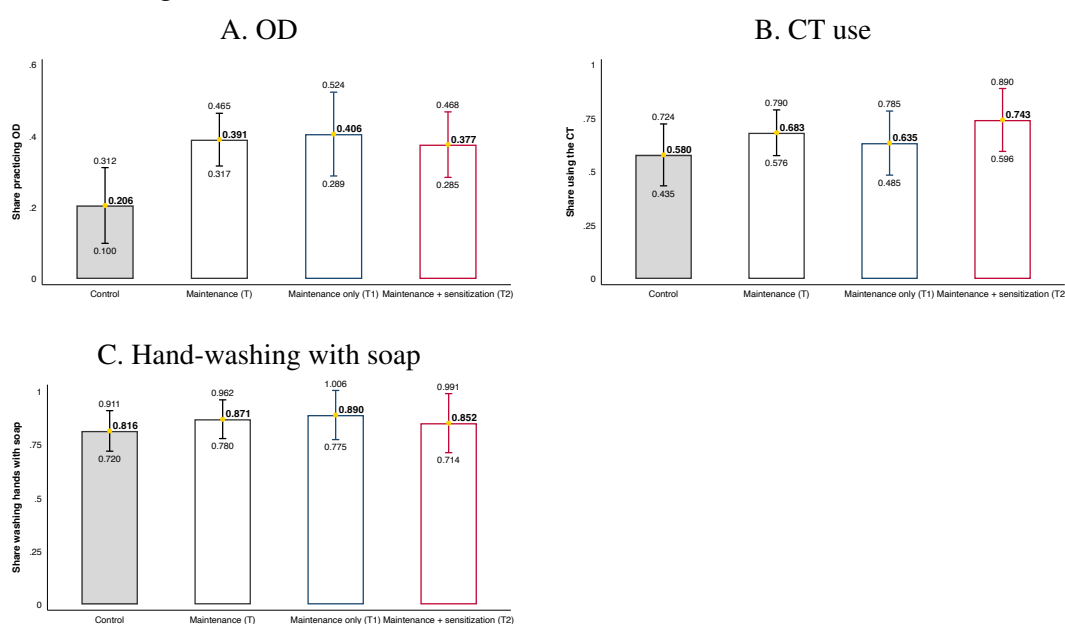 A. OD
Share practicing OD
.6
.4
.2
0
0.312
0.206
0.100
0.465
0.391
0.317
0.524
0.406
0.289
0.468
0.377
0.285
Control
Maintenance (T)
Maintenance only (T1)
Maintenance + sensitization (T2)
B. CT use
Share using the CT
1
.75
.5
.25
0
0.724
0.580
0.435
0.790
0.683
0.576
0.785
0.635
0.485
0.890
0.743
0.596
Control
Maintenance (T)
Maintenance only (T1)
Maintenance + sensitization (T2
C. Hand-washing with soap
Share washing hands with soap
1
.75
.5
.25
0
0.911
0.816
0.720
0.962
0.871
0.780
1.006
0.890
0.775
0.991
0.852
0.714
Control
Maintenance (T)
Maintenance only (T1)
Maintenance + sensitization (T2)